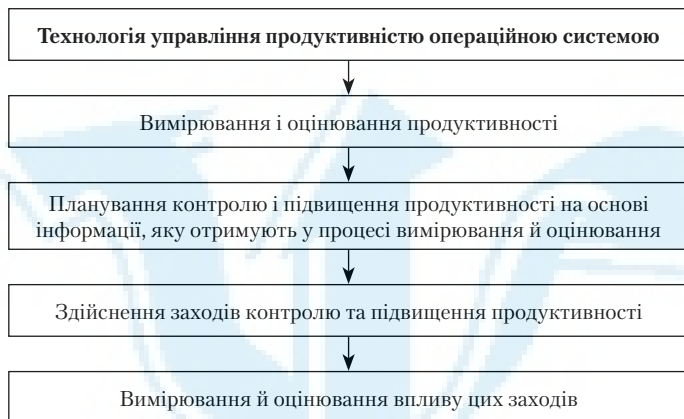 Технологія управління продуктивністю операційною системою
Вимірювання і оцінювання продуктивності
Планування контролю і підвищення продуктивності на основі
інформації, яку отримують у процесі вимірювання й оцінювання
Здійснення заходів контролю та підвищення продуктивності
Вимірювання й оцінювання впливу цих заходів